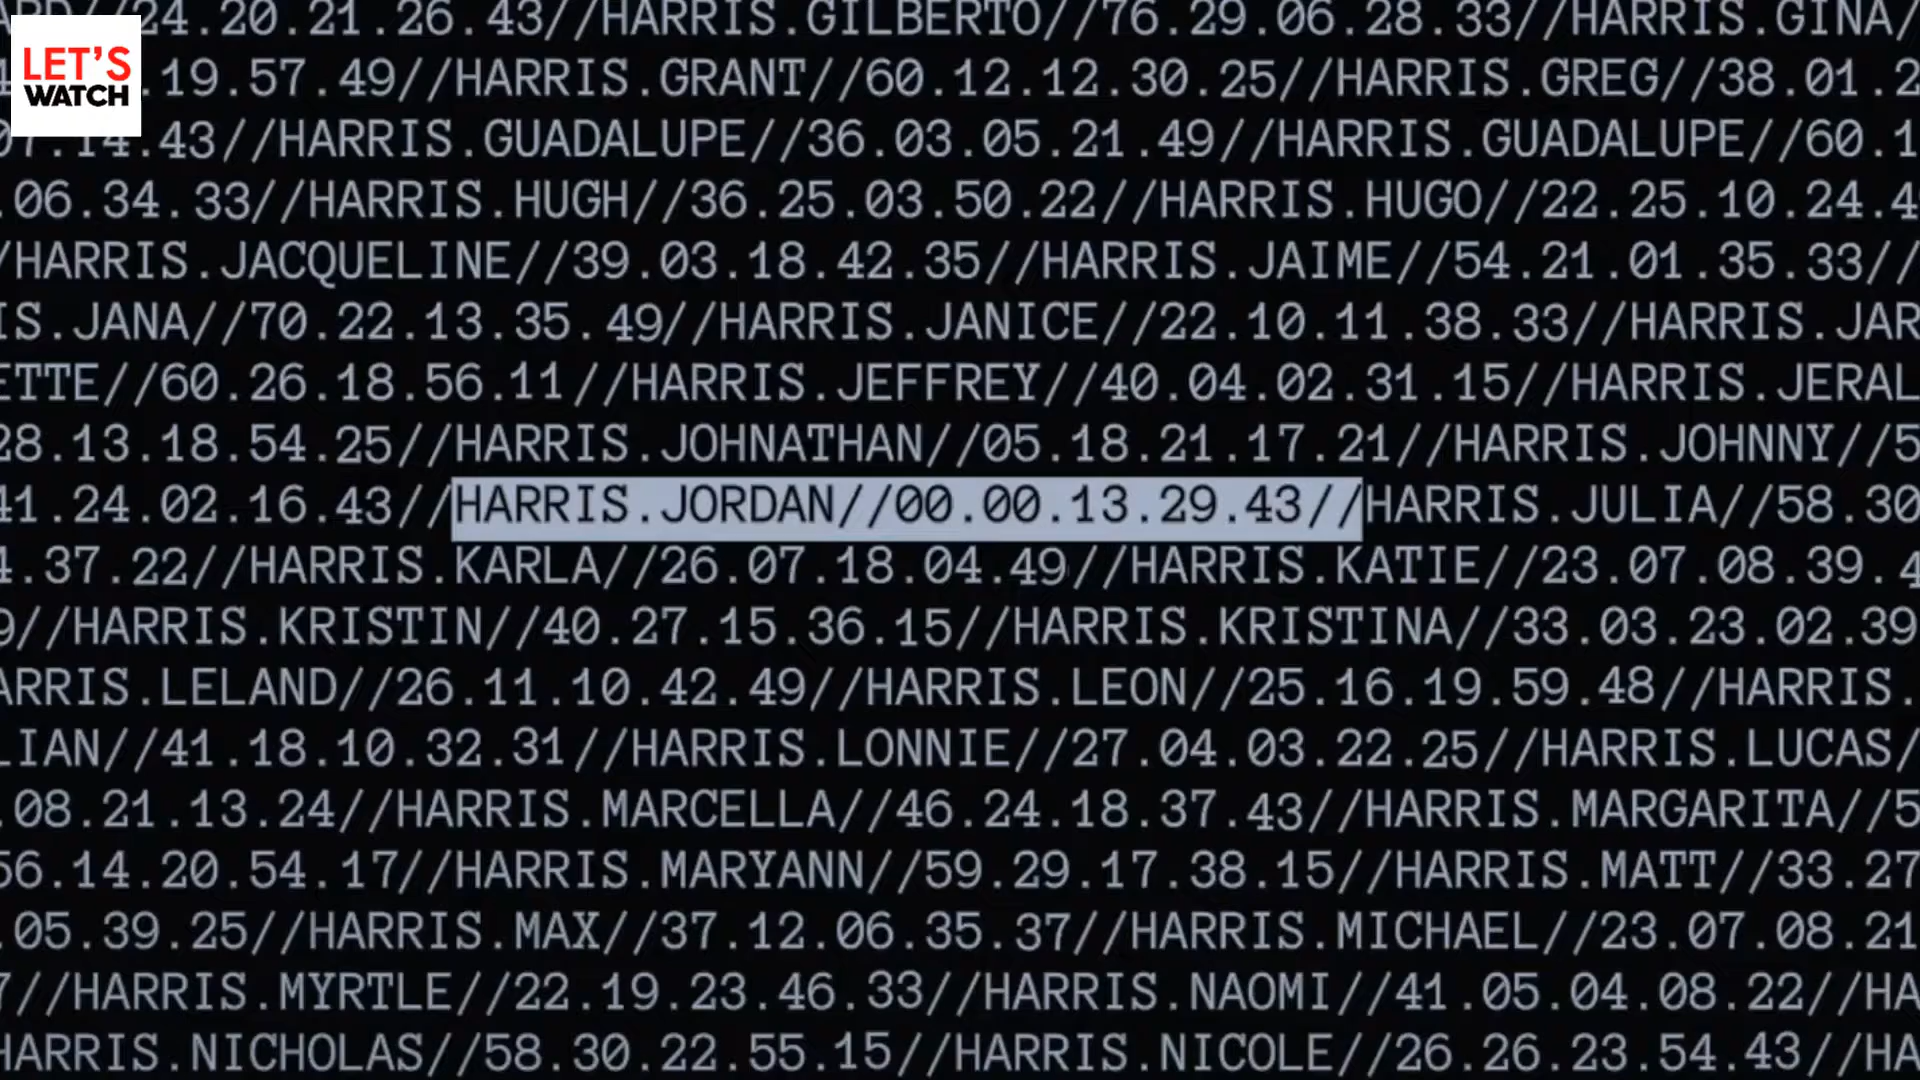 LET'S
WATCH
24.20.21.26.43//HARRIS.GILBERTO//76.29.06.28.33//HARRIS.GINA/
.19.57.49//HARRIS.GRANT//60.12.12.30.25//HARRIS.GREG//38.01.2
07.14.43//HARRIS.GUADALUPE//36.03.05.21.49//HARRIS.GUADALUPE//60.1
.06.34.33//HARRIS.HUGH//36.25.03.50.22//HARRIS.HUGO//22.25.10.24.4
/HARRIS.JACQUELINE//39.03.18.42.35//HARRIS.JAIME//54.21.01.35.33//
IS.JANA//70.22.13.35.49//HARRIS.JANICE//22.10.11.38.33//HARRIS.JAR
ETTE//60.26.18.56.11//HARRIS.JEFFREY//40.04.02.31.15//HARRIS.JERAL
28.13.18.54.25//HARRIS.JOHNATHAN//05.18.21.17.21//HARRIS.JOHNNY//5
41.24.02.16.43//HARRIS.JORDAN//00.00.13.29.43//HARRIS.JULIA//58.30
4.37.22//HARRIS.KARLA//26.07.18.04.49//HARRIS.KATIE//23.07.08.39.4
9//HARRIS.KRISTIN//40.27.15.36.15//HARRIS.KRISTINA//33.03.23.02.39
ARRIS.LELAND//26.11.10.42.49//HARRIS.LEON//25.16.19.59.48//HARRIS.
LIAN//41.18.10.32.31//HARRIS.LONNIE//27.04.03.22.25//HARRIS.LUCAS/
.08.21.13.24//HARRIS.MARCELLA//46.24.18.37.43//HARRIS.MARGARITA//5
56.14.20.54.17//HARRIS.MARYANN//59.29.17.38.15//HARRIS.MATT//33.27
.05.39.25//HARRIS.MAX//37.12.06.35.37//HARRIS.MICHAEL//23.07.08.21
7//HARRIS.MYRTLE//22.19.23.46.33//HARRIS.NAOMI//41.05.04.08.22//HA
HARRIS.NICHOLAS//58.30.22.55.15//HARRIS.NICOLE//26.26.23.54.43//HA